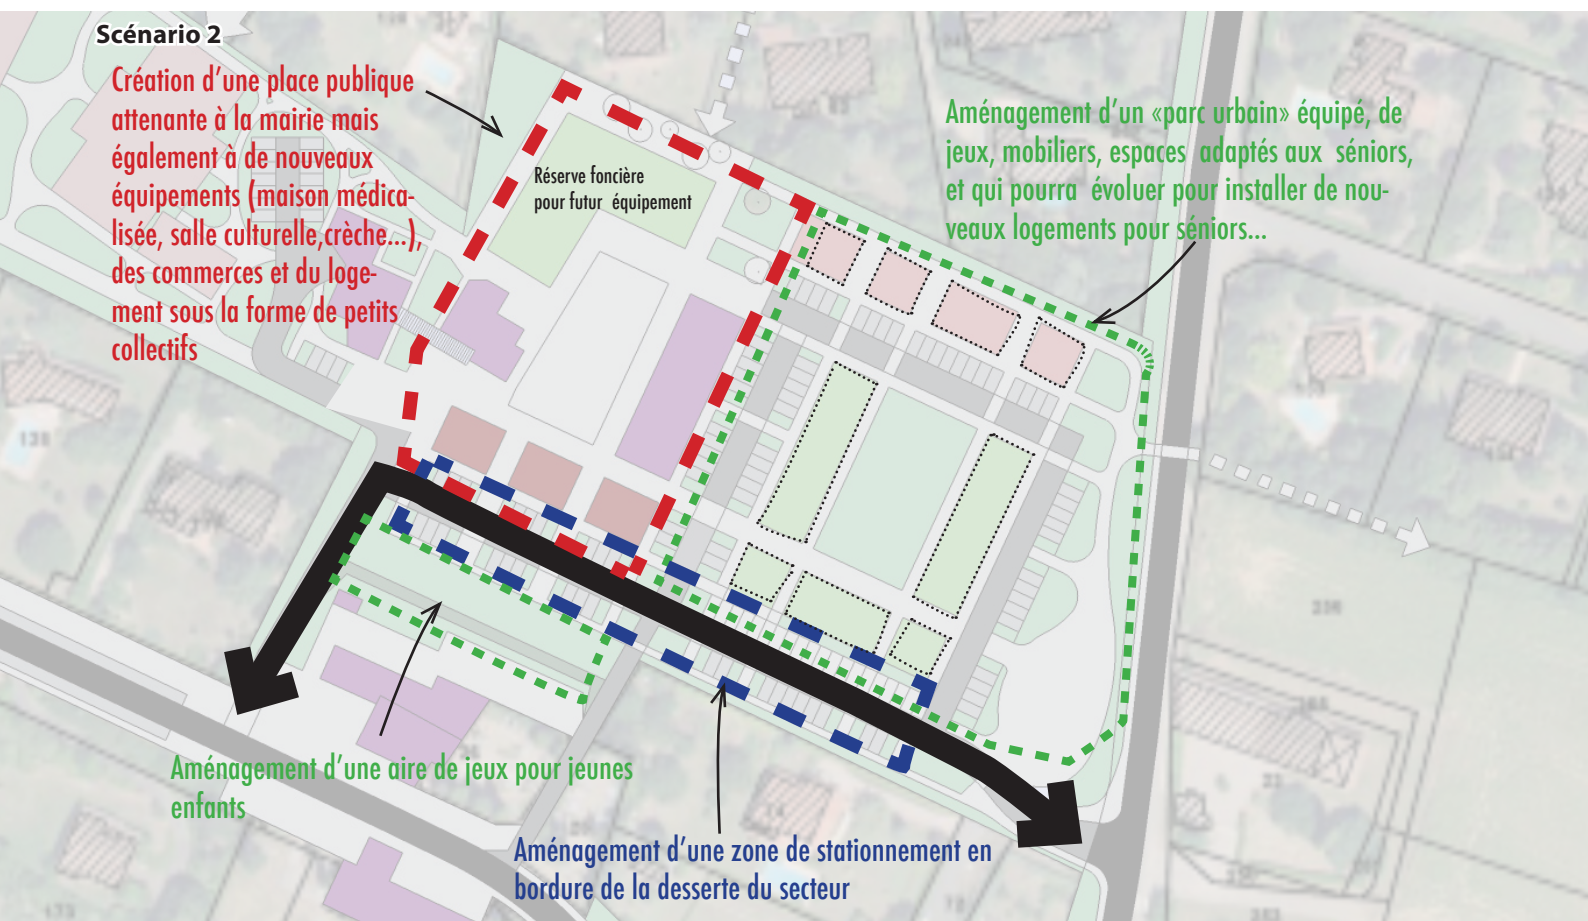 Scénario 2
Création d’une place publique
attenante à la mairie mais
également à de nouveaux
équipements (maison médica-
lisée, salle culturelle,crèche...),
des commerces et du loge-
ment sous la forme de petits
collectifs
Réserve foncière
pour futur équipement
Aménagement d’un «parc urbain» équipé, de
jeux, mobiliers, espaces adaptés aux séniors,
et qui pourra évoluer pour installer de nou-
veaux logements pour séniors...
Aménagement d’une aire de jeux pour jeunes
enfants
Aménagement d’une zone de stationnement en
bordure de la desserte du secteur
138
236
173